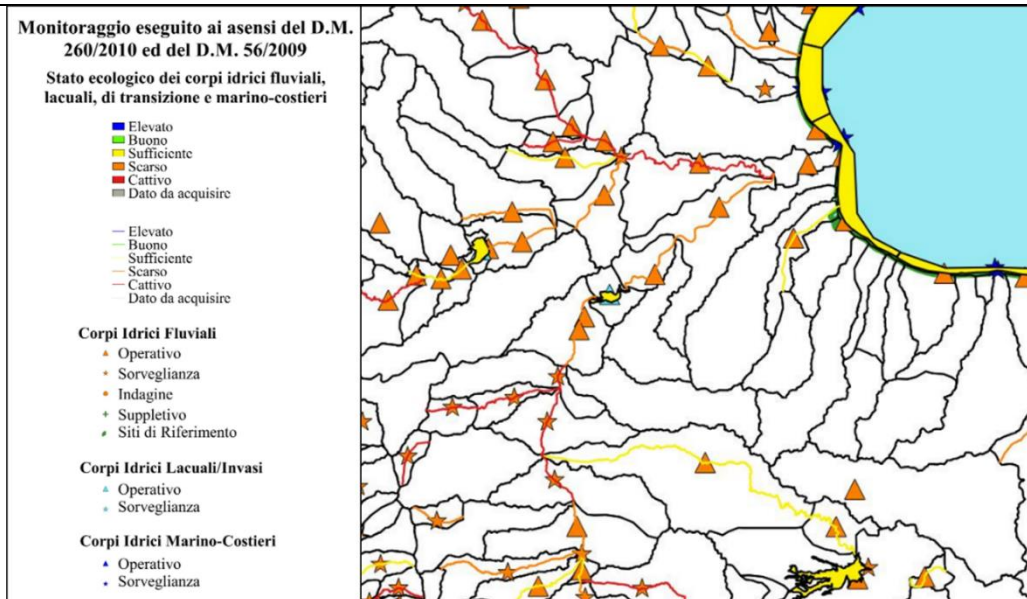 Monitoraggio eseguito ai asensi del D.M.
260/2010 ed del D.M. 56/2009
Stato ecologico dei corpi idrici fluviali,
lacuali, di transizione e marino-costieri
Elevato
Buono
Sufficiente
Scarso
Cattivo
Dato da acquisire
Elevato
Buono
Sufficiente
Scarso
Cattivo
Dato da acquisire
Corpi Idrici Fluviali
Operativo
Sorveglianza
Indagine
Suppletivo
Siti di Riferimento
Corpi Idrici Lacuali/Invasi
Operativo
Sorveglianza
Corpi Idrici Marino-Costieri
Operativo
Sorveglianza